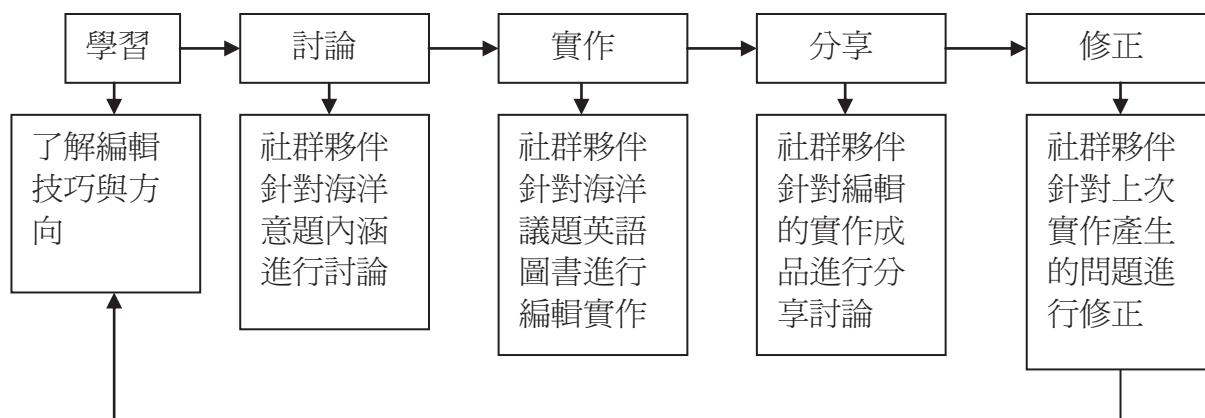 學習
討論
實作
分享
修正
了解編輯
技巧與方
向
社群夥伴
針對海洋
意題內涵
進行討論
社群夥伴
針對海洋
議題英語
圖書進行
編輯實作
社群夥伴
針對編輯
的實作成
品進行分
享討論
社群夥伴
針對上次
實作產生
的問題進
行修正